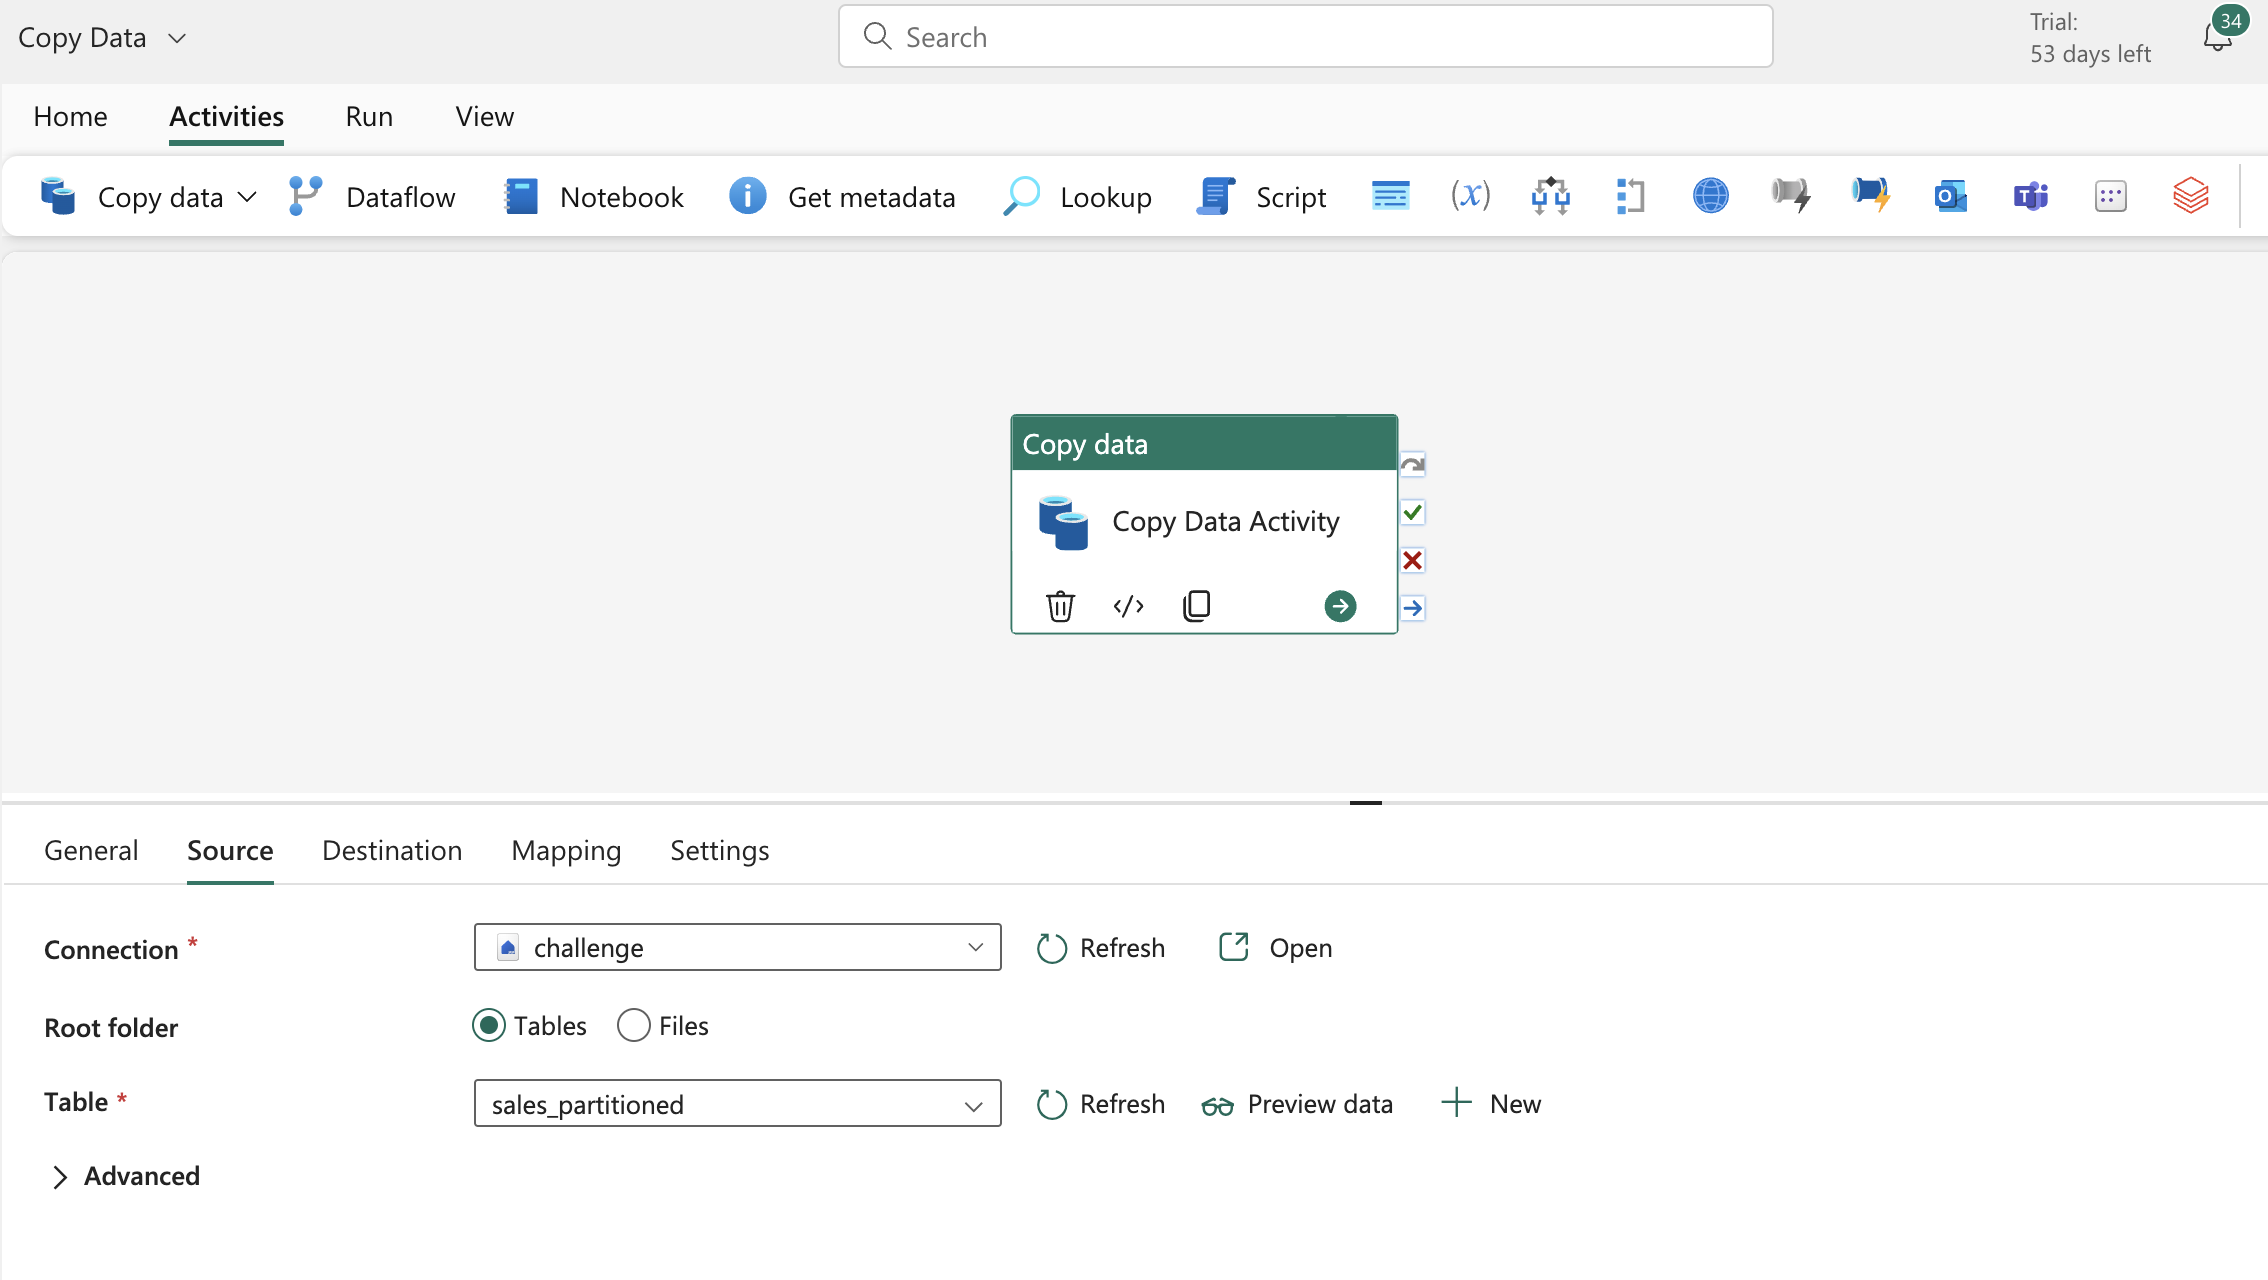 Copy Data
Search
Trial:
53 days left
34
Home Activities Run View
Copy data Dataflow Notebook Get metadata Lookup Script (x)
Copy data
Copy Data Activity
General Source Destination Mapping Settings
Connection * challenge Refresh Open
Root folder Tables Files
Table * sales_partitioned Refresh Preview data New
Advanced